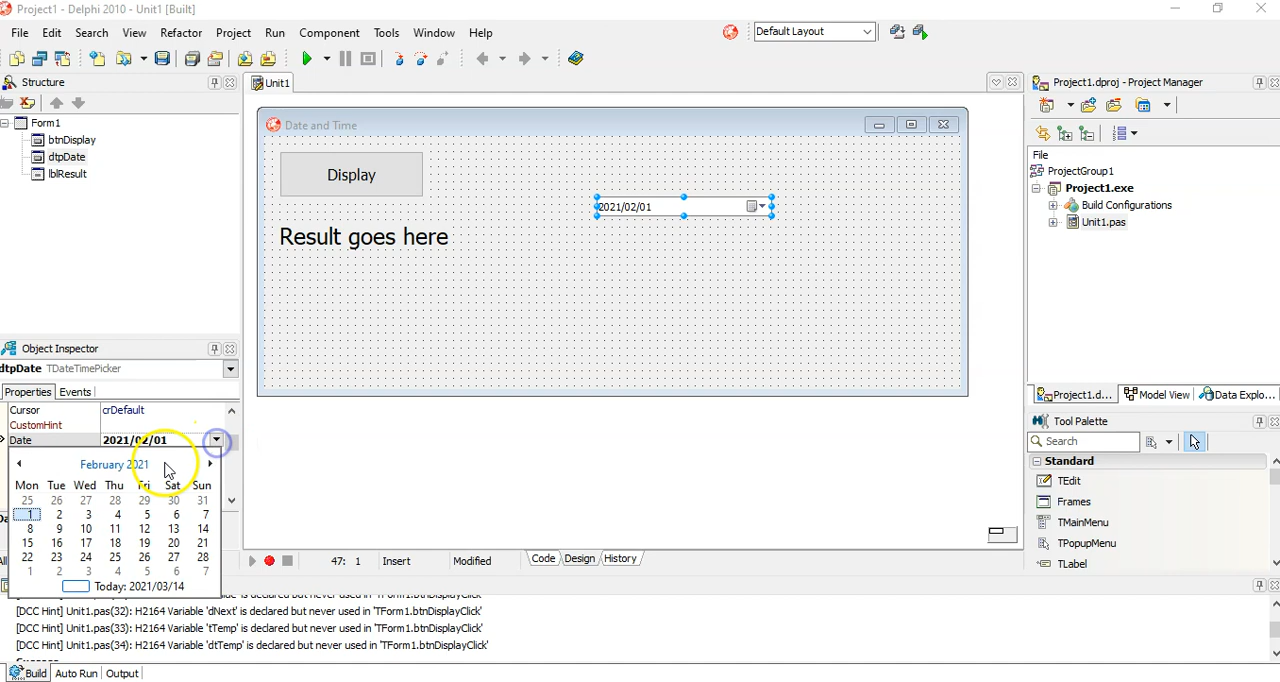 Project1 - Delphi 2010 - Unit1 [Built]
File Edit Search View Refactor Project Run Component Tools Window Help
Default Layout
Structure
Form1
btnDisplay
dtpDate
lblResult
Unit1
Date and Time
Display
2021/02/01
Result goes here
Project1.dproj - Project Manager
File
ProjectGroup1
Project1.exe
Build Configurations
Unit1.pas
Project1.d... Model View Data Explo...
Object Inspector
dtpDate TDateTimePicker
Properties Events
Cursor crDefault
CustomHint
Date 2021/02/01
February 2021
Mon Tue Wed Thu Fri Sat Sun
25 26 27 28 29 30 31
1 2 3 4 5 6 7
8 9 10 11 12 13 14
15 16 17 18 19 20 21
22 23 24 25 26 27 28
1 2 3 4 5 6 7
Today: 2021/03/14
Tool Palette
Search
Standard
TEdit
Frames
TMainMenu
TPopupMenu
TLabel
47: 1 Insert Modified Code Design History
[DCC Hint] Unit1.pas(32): H2164 Variable 'dNext' is declared but never used in 'TForm1.btnDisplayClick'
[DCC Hint] Unit1.pas(33): H2164 Variable 'tTemp' is declared but never used in 'TForm1.btnDisplayClick'
[DCC Hint] Unit1.pas(34): H2164 Variable 'dtTemp' is declared but never used in 'TForm1.btnDisplayClick'
Build Auto Run Output